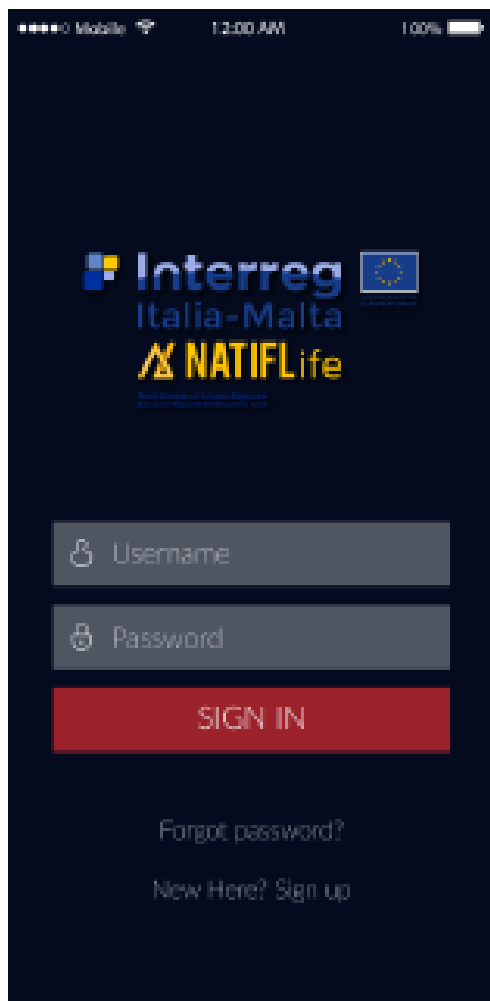 Mobile 12:00 AM 100%
Interreg
Italia-Malta
NATIFLife
Username
Password
SIGN IN
Forgot password?
New Here? Sign up